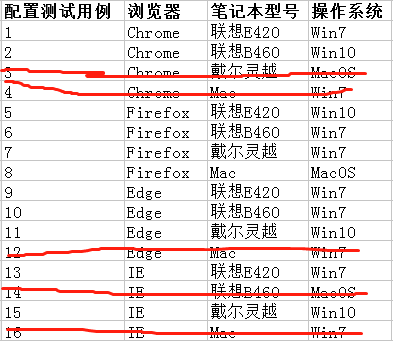 配置测试用例 浏览器 笔记本型号 操作系统
1 Chrome 联想E420 Win7
2 Chrome 联想B460 Win10
3 Chrome 戴尔灵越 MacOS
4 Chrome Mac Win7
5 Firefox 联想E420 Win10
6 Firefox 联想B460 Win7
7 Firefox 戴尔灵越 Win7
8 Firefox Mac MacOS
9 Edge 联想E420 Win7
10 Edge 联想B460 Win7
11 Edge 戴尔灵越 Win10
12 Edge Mac Win7
13 IE 联想E420 Win7
14 IE 联想B460 MacOS
15 IE 戴尔灵越 Win10
16 IE Mac Win7